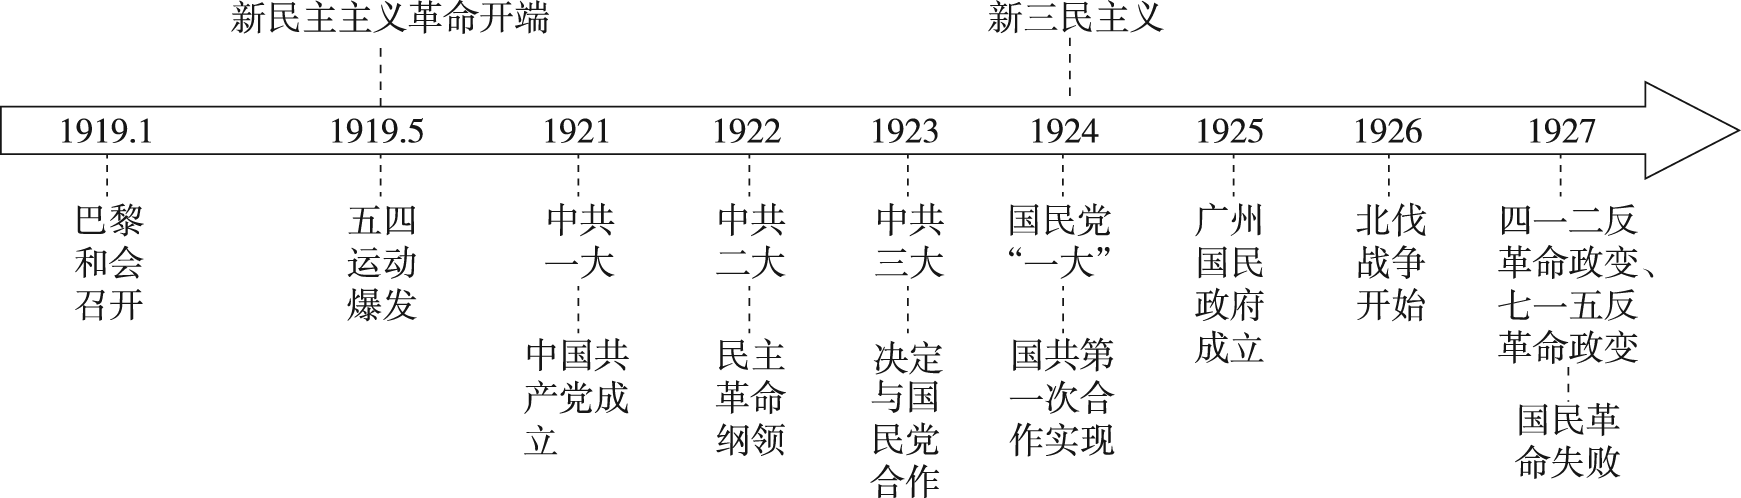 新民主主义革命开端
新三民主义
1919.1
1919.5
1921
1922
1923
1924
1925
1926
1927
巴黎
和会
召开
五四
运动
爆发
中共
一大
中国共
产党成
立
中共
二大
民主
革命
纲领
中共
三大
决定
与国
民党
合作
国民党
“一大”
国共第
一次合
作实现
广州
国民
政府
成立
北伐
战争
开始
四一二反
革命政变、
七一五反
革命政变
国民革
命失败